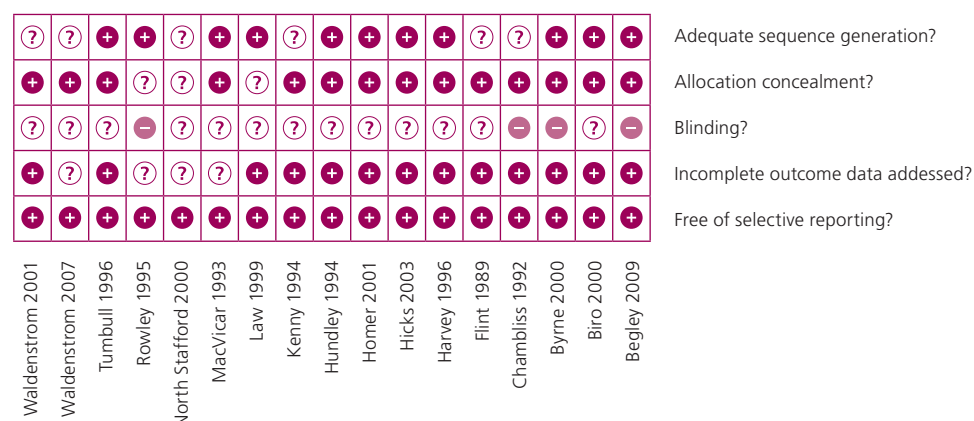 ? ? + + ? + + ? + + + + ? ? + + + Adequate sequence generation?
+ + + ? ? + ? + + + + + + + + + + Allocation concealment?
? ? ? − ? ? ? ? ? ? ? ? ? − − ? − Blinding?
+ ? + ? ? ? + + + + + + + + + + + Incomplete outcome data addessed?
+ + + + + + + + + + + + + + + + + Free of selective reporting?
Waldenstrom 2001
Waldenstrom 2007
Tumbull 1996
Rowley 1995
North Stafford 2000
MacVicar 1993
Law 1999
Kenny 1994
Hundley 1994
Homer 2001
Hicks 2003
Harvey 1996
Flint 1989
Chambliss 1992
Byrne 2000
Biro 2000
Begley 2009